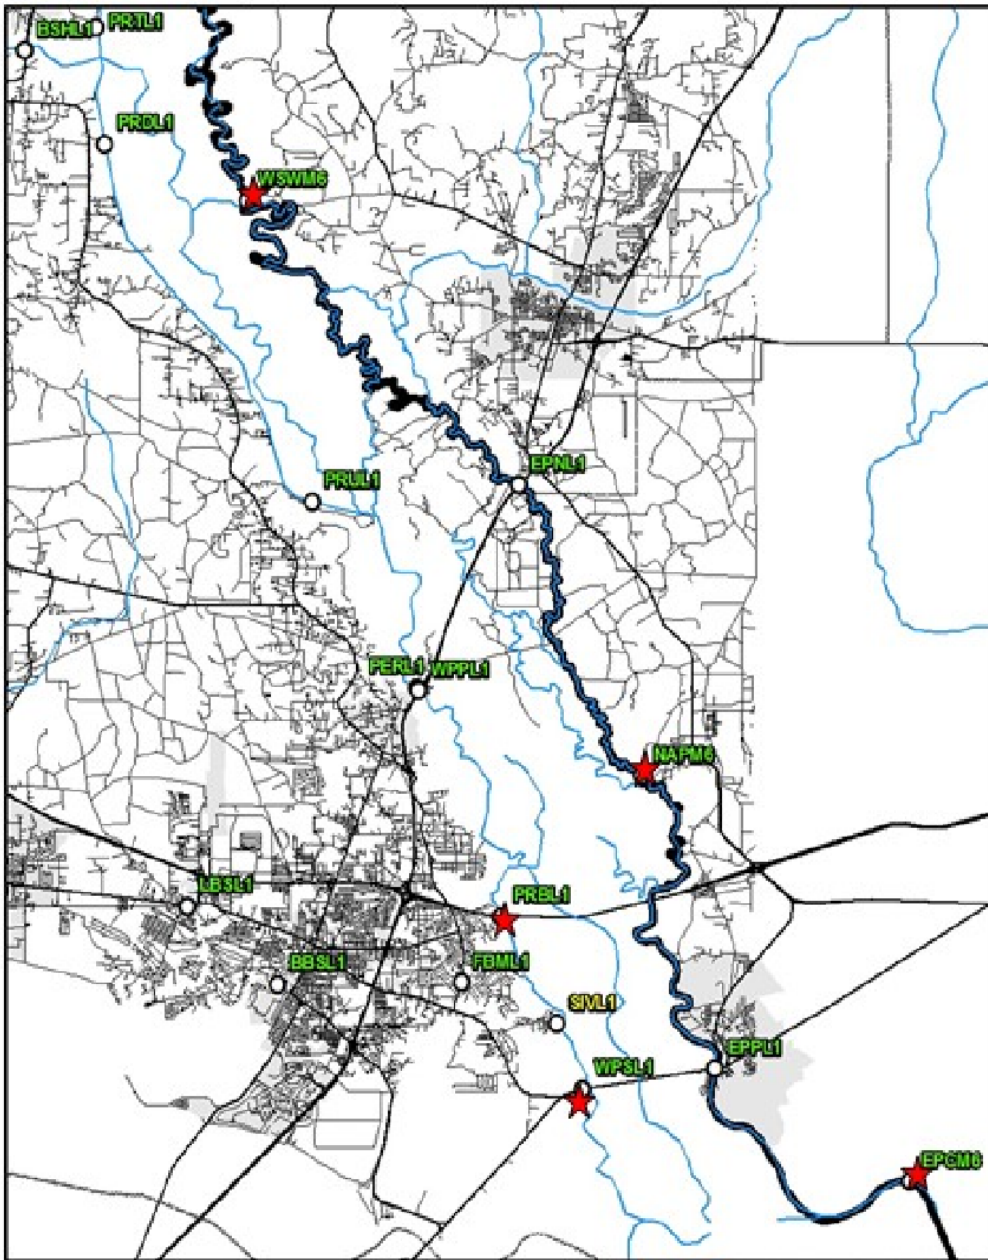 PRTL1
BSHL1
PRDL1
WSWM6
EPNL1
PRUL1
PERL1 WPPL1
NAPM6
LBSL1
PRBL1
BBSL1
FBML1
SIVL1
EPPL1
WPSL1
EPCM6